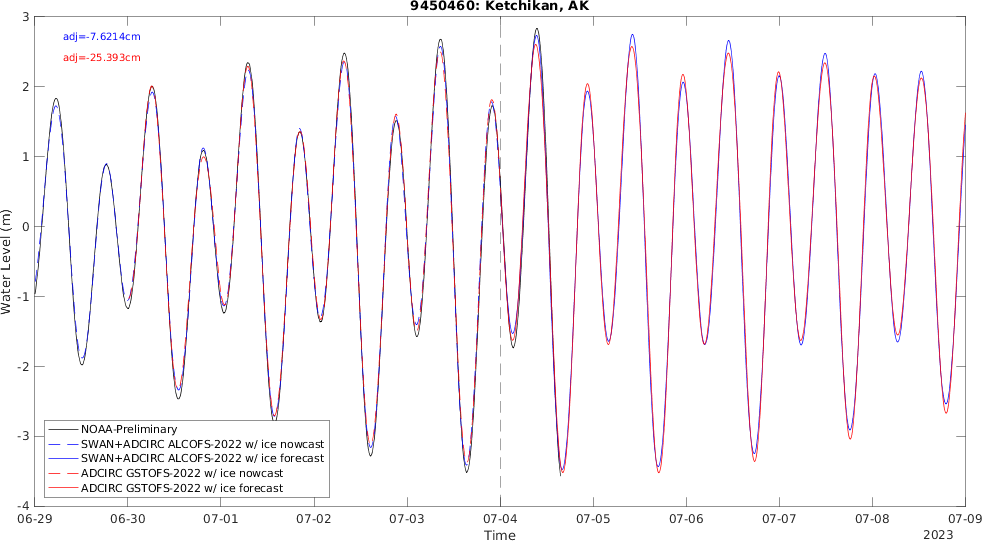 9450460: Ketchikan, AK
adj=-7.6214cm
adj=-25.393cm
3
2
1
0
-1
-2
-3
-4
Water Level (m)
NOAA-Preliminary
SWAN+ADCIRC ALCOFS-2022 w/ ice nowcast
SWAN+ADCIRC ALCOFS-2022 w/ ice forecast
ADCIRC GSTOFS-2022 w/ ice nowcast
ADCIRC GSTOFS-2022 w/ ice forecast
06-29 06-30 07-01 07-02 07-03 07-04 07-05 07-06 07-07 07-08 07-09
Time
2023